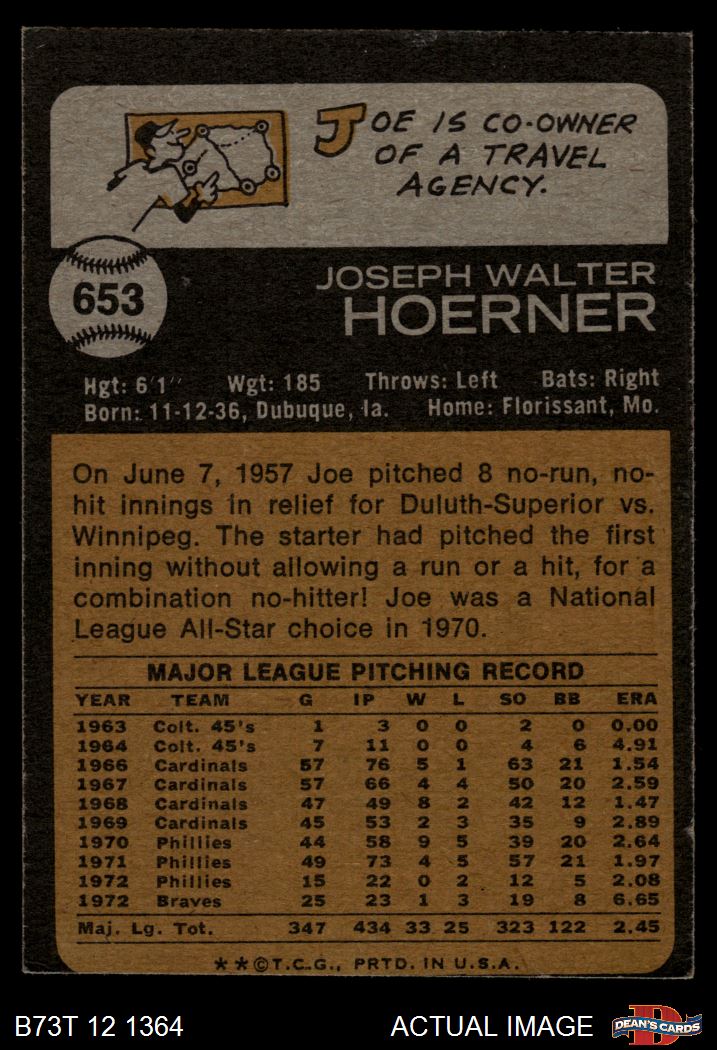 JOE IS CO-OWNER
OF A TRAVEL
AGENCY.
653
JOSEPH WALTER
HOERNER
Hgt: 6'1" Wgt: 185 Throws: Left Bats: Right
Born: 11-12-36, Dubuque, Ia. Home: Florissant, Mo.
On June 7, 1957 Joe pitched 8 no-run, no-
hit innings in relief for Duluth-Superior vs.
Winnipeg. The starter had pitched the first
inning without allowing a run or a hit, for a
combination no-hitter! Joe was a National
League All-Star choice in 1970.
MAJOR LEAGUE PITCHING RECORD
YEAR TEAM G IP W L SO BB ERA
1963 Colt. 45's 1 3 0 0 2 0 0.00
1964 Colt. 45's 7 11 0 0 4 6 4.91
1966 Cardinals 57 76 5 1 63 21 1.54
1967 Cardinals 57 66 4 4 50 20 2.59
1968 Cardinals 47 49 8 2 42 12 1.47
1969 Cardinals 45 53 2 3 35 9 2.89
1970 Phillies 44 58 9 5 39 20 2.64
1971 Phillies 49 73 4 5 57 21 1.97
1972 Phillies 15 22 0 2 12 5 2.08
1972 Braves 25 23 1 3 19 8 6.65
Maj. Lg. Tot. 347 434 33 25 323 122 2.45
**©T.C.G., PRTD. IN U.S.A.
B73T 12 1364 ACTUAL IMAGE D DEAN'S CARDS